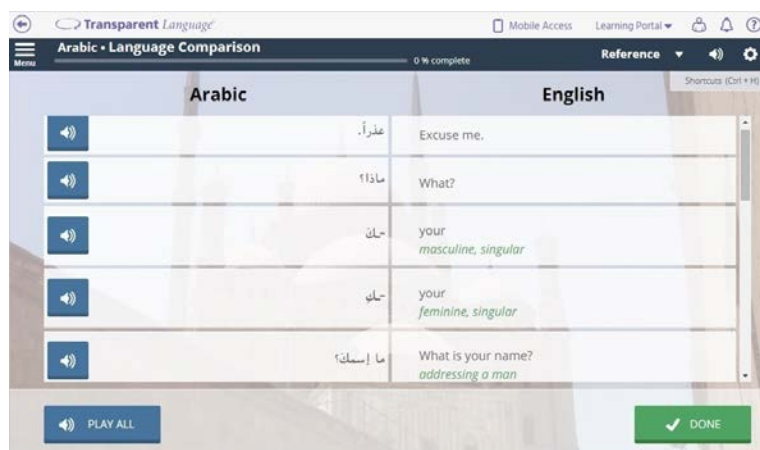 Transparent Language
Mobile Access
Learning Portal
Menu
Arabic • Language Comparison
0 % complete
Reference
Shortcuts (Ctrl + H)
Arabic
English
عذراً.
Excuse me.
ماذا؟
What?
ـكَ
your
masculine, singular
ـكِ
your
feminine, singular
ما إسمكَ؟
What is your name?
addressing a man
PLAY ALL
DONE